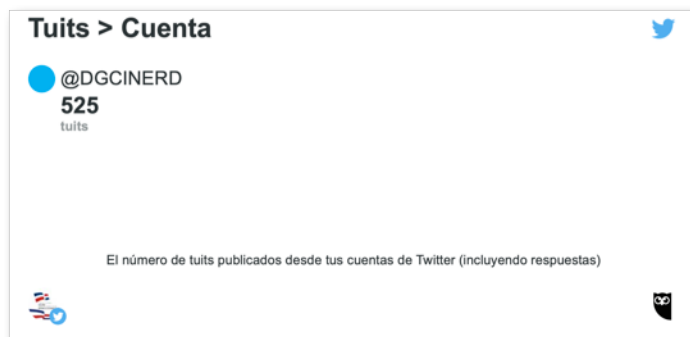 Tuits > Cuenta
@DGCINERD
525
tuits
El número de tuits publicados desde tus cuentas de Twitter (incluyendo respuestas)